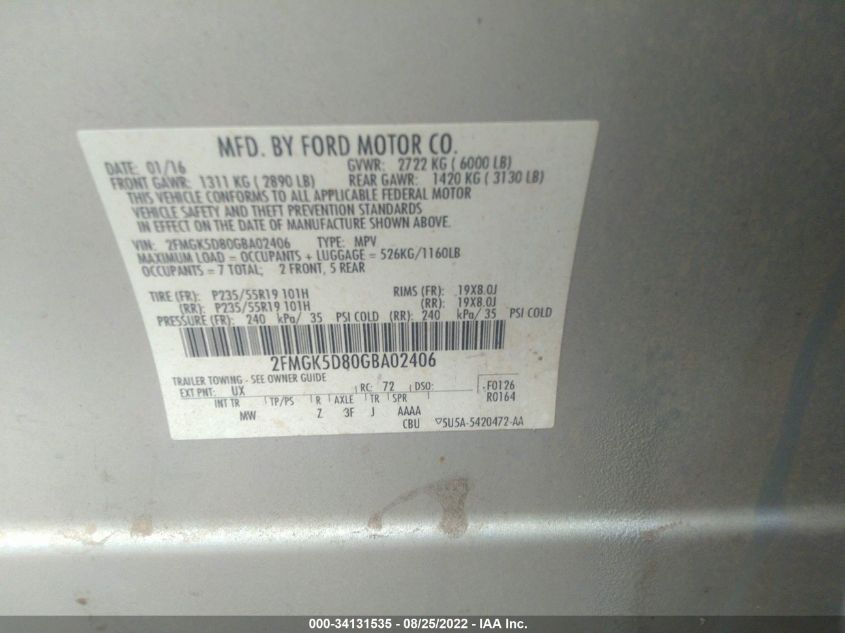 MFD. BY FORD MOTOR CO.
DATE: 01/16 GVWR: 2722 KG ( 6000 LB)
FRONT GAWR: 1311 KG ( 2890 LB) REAR GAWR: 1420 KG ( 3130 LB)
THIS VEHICLE CONFORMS TO ALL APPLICABLE FEDERAL MOTOR
VEHICLE SAFETY AND THEFT PREVENTION STANDARDS
IN EFFECT ON THE DATE OF MANUFACTURE SHOWN ABOVE.
VIN: 2FMGK5D80GBA02406 TYPE: MPV
MAXIMUM LOAD = OCCUPANTS + LUGGAGE = 526KG/1160LB
OCCUPANTS = 7 TOTAL; 2 FRONT, 5 REAR
TIRE (FR): P235/55R19 101H RIMS (FR): 19X8.0J
(RR): P235/55R19 101H (RR): 19X8.0J
PRESSURE (FR): 240 kPa/ 35 PSI COLD (RR): 240 kPa/ 35 PSI COLD
2FMGK5D80GBA02406
TRAILER TOWING - SEE OWNER GUIDE
EXT PNT: UX RC: 72 DSO: F0126
INT TR TP/PS R AXLE TR SPR R0164
MW Z 3F J AAAA
CBU ▽5U5A-5420472-AA
000-34131535 - 08/25/2022 - IAA Inc.